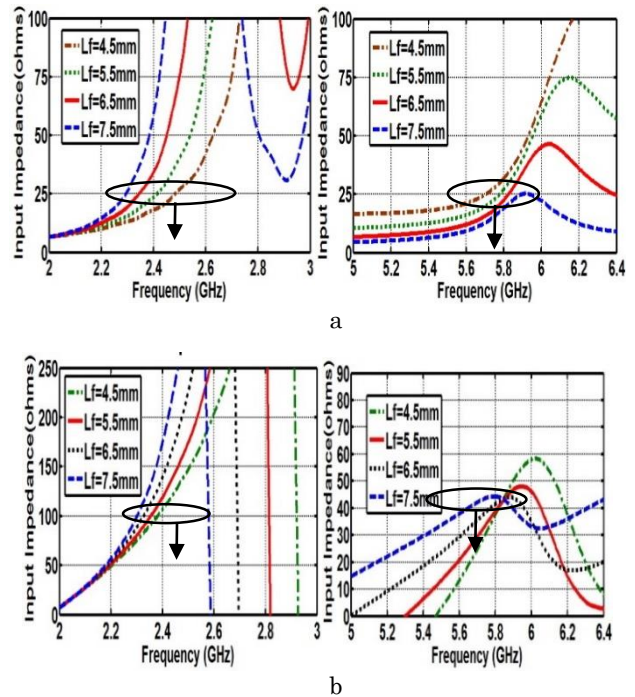 Input Impedance(ohms)
100
75
50
25
0
Lf=4.5mm
Lf=5.5mm
Lf=6.5mm
Lf=7.5mm
2 2.2 2.4 2.6 2.8 3
Frequency (GHz)
Input Impedance(ohms)
100
75
50
25
0
Lf=4.5mm
Lf=5.5mm
Lf=6.5mm
Lf=7.5mm
5 5.2 5.4 5.6 5.8 6 6.2 6.4
Frequency (GHz)
a
Input Impedance(ohms)
250
200
150
100
50
0
Lf=4.5mm
Lf=5.5mm
Lf=6.5mm
Lf=7.5mm
2 2.2 2.4 2.6 2.8 3
Frequency (GHz)
Input Impedance(ohms)
90
80
70
60
50
40
30
20
10
0
Lf=4.5mm
Lf=5.5mm
Lf=6.5mm
Lf=7.5mm
5 5.2 5.4 5.6 5.8 6 6.2 6.4
Frequency (GHz)
b